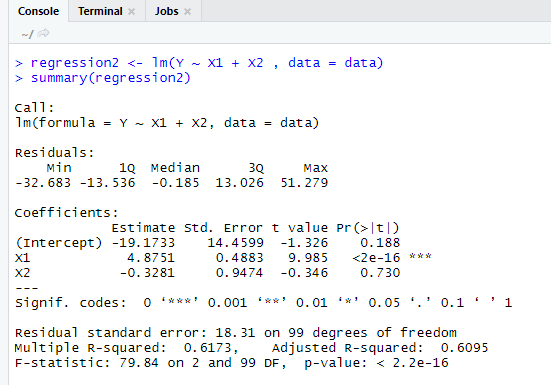 Console Terminal × Jobs ×
~/
> regression2 <- lm(Y ~ X1 + X2 , data = data)
> summary(regression2)
Call:
lm(formula = Y ~ X1 + X2, data = data)
Residuals:
    Min      1Q  Median      3Q     Max
-32.683 -13.536  -0.185  13.026  51.279
Coefficients:
            Estimate Std. Error t value Pr(>|t|)
(Intercept) -19.1733    14.4599  -1.326    0.188
X1            4.8751     0.4883   9.985   <2e-16 ***
X2           -0.3281     0.9474  -0.346    0.730
---
Signif. codes:  0 ‘***’ 0.001 ‘**’ 0.01 ‘*’ 0.05 ‘.’ 0.1 ‘ ’ 1
Residual standard error: 18.31 on 99 degrees of freedom
Multiple R-squared:  0.6173,    Adjusted R-squared:  0.6095
F-statistic: 79.84 on 2 and 99 DF,  p-value: < 2.2e-16